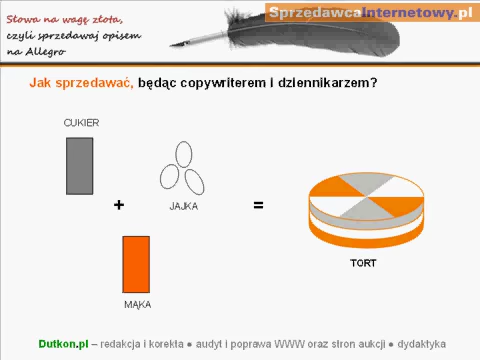 Słowa na wagę złota,
czyli sprzedawaj opisem
na Allegro
SprzedawcaInternetowy.pl
Jak sprzedawać, będąc copywriterem i dziennikarzem?
CUKIER
+
JAJKA
=
MĄKA
TORT
Dutkon.pl – redakcja i korekta ● audyt i poprawa WWW oraz stron aukcji ● dydaktyka